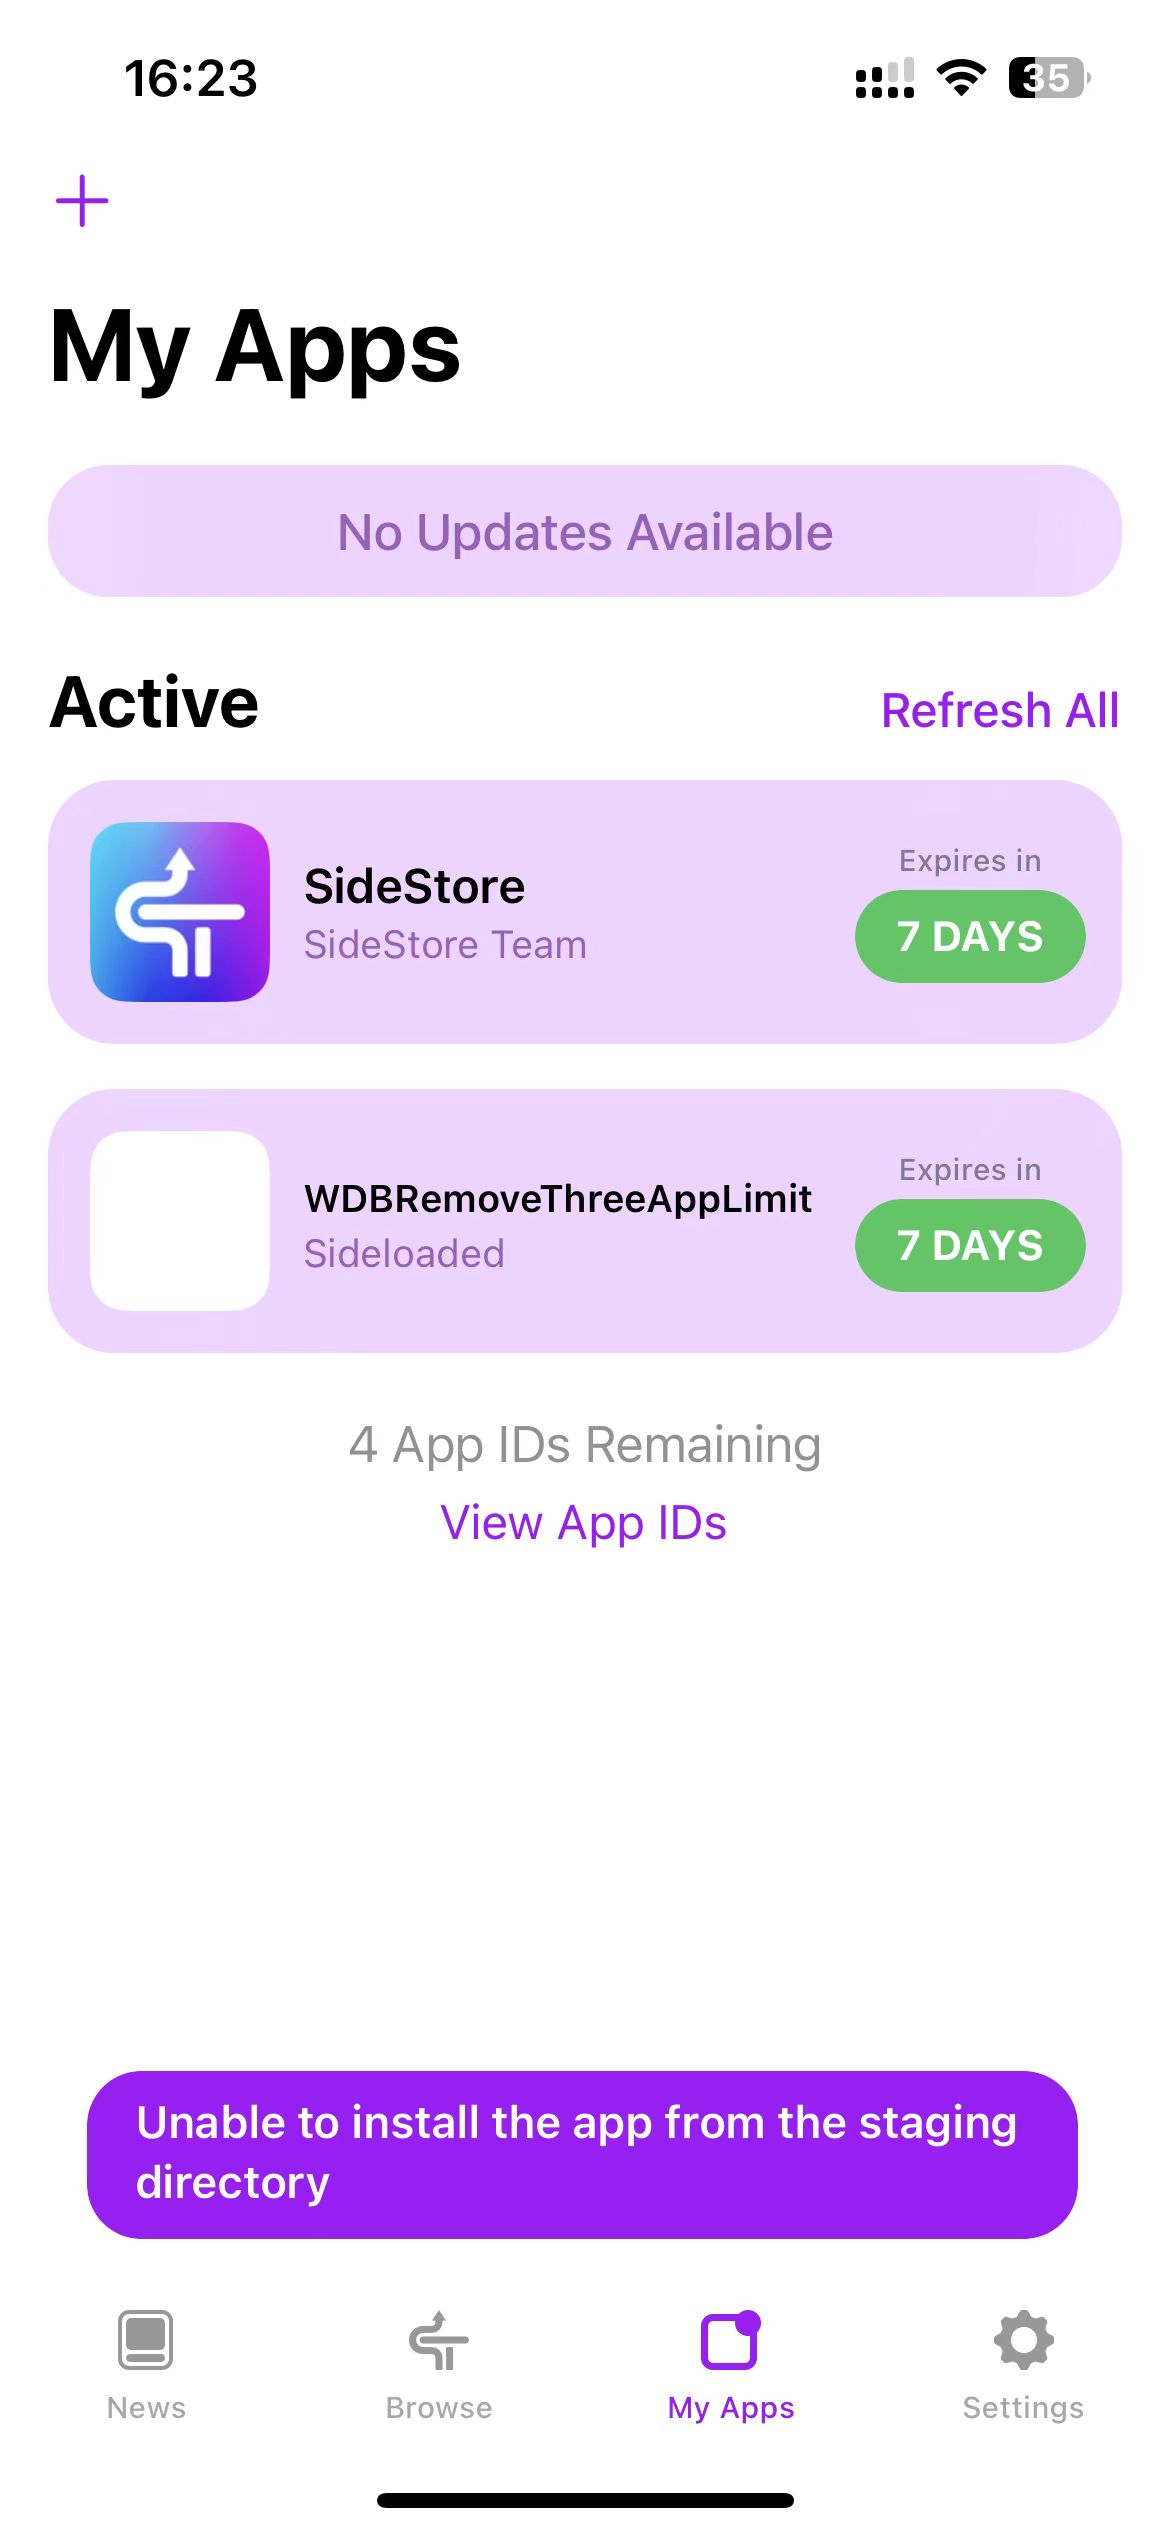 16:23
35
My Apps
No Updates Available
Active
Refresh All
SideStore
SideStore Team
Expires in
7 DAYS
WDBRemoveThreeAppLimit
Sideloaded
Expires in
7 DAYS
4 App IDs Remaining
View App IDs
Unable to install the app from the staging
directory
News
Browse
My Apps
Settings